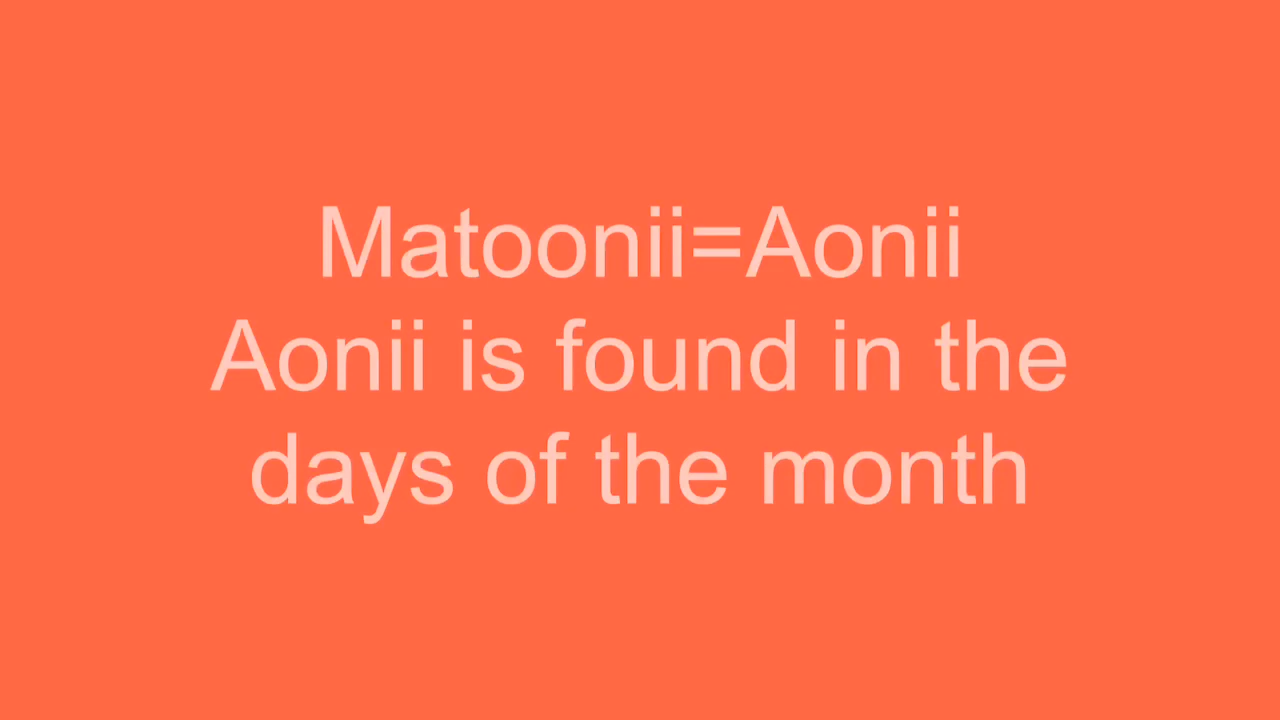 Matoonii=Aonii
Aonii is found in the
days of the month